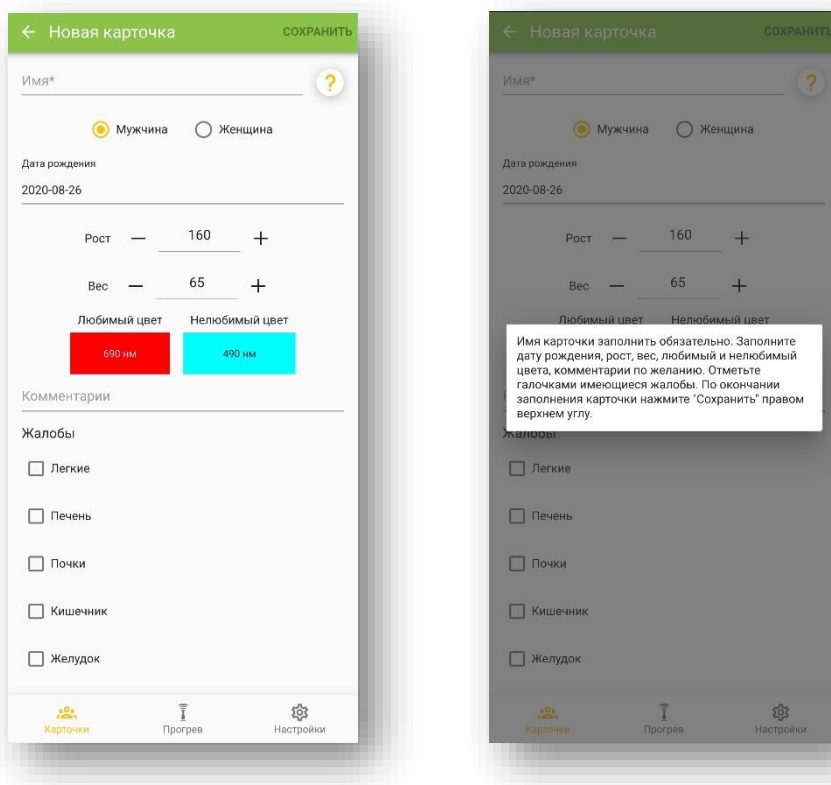 Новая карточка СОХРАНИТЬ
Имя* ?
Мужчина Женщина
Дата рождения
2020-08-26
Рост — 160 +
Вес — 65 +
Любимый цвет Нелюбимый цвет
690 нм 490 нм
Комментарии
Жалобы
Легкие
Печень
Почки
Кишечник
Желудок
Карточки Прогрев Настройки
Новая карточка СОХРАНИТЬ
Имя* ?
Мужчина Женщина
Дата рождения
2020-08-26
Рост — 160 +
Вес — 65 +
Любимый цвет Нелюбимый цвет
Имя карточки заполнить обязательно. Заполните
дату рождения, рост, вес, любимый и нелюбимый
цвета, комментарии по желанию. Отметьте
галочками имеющиеся жалобы. По окончании
заполнения карточки нажмите "Сохранить" правом
верхнем углу.
Жалобы
Легкие
Печень
Почки
Кишечник
Желудок
Карточки Прогрев Настройки